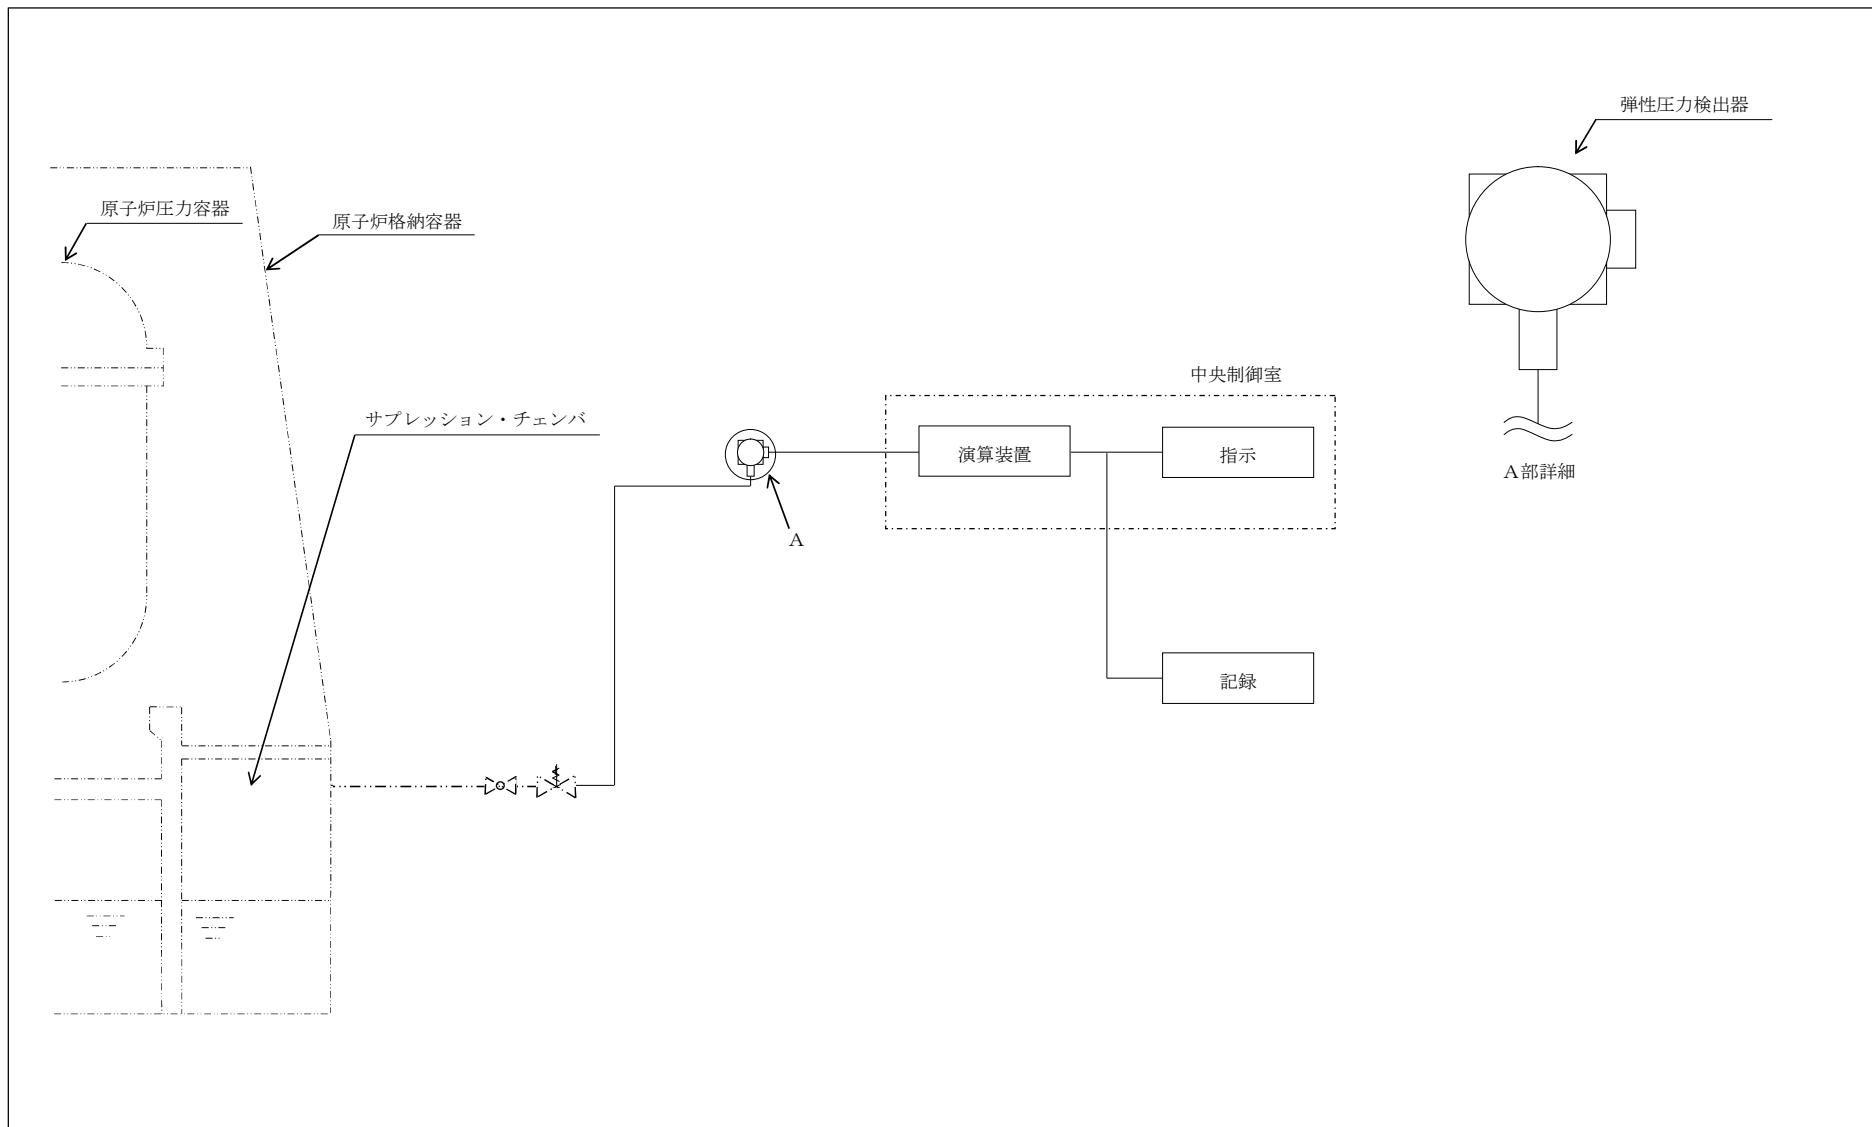 弾性圧力検出器
原子炉圧力容器
原子炉格納容器
中央制御室
サプレッション・チェンバ
演算装置
指示
A部詳細
A
記録